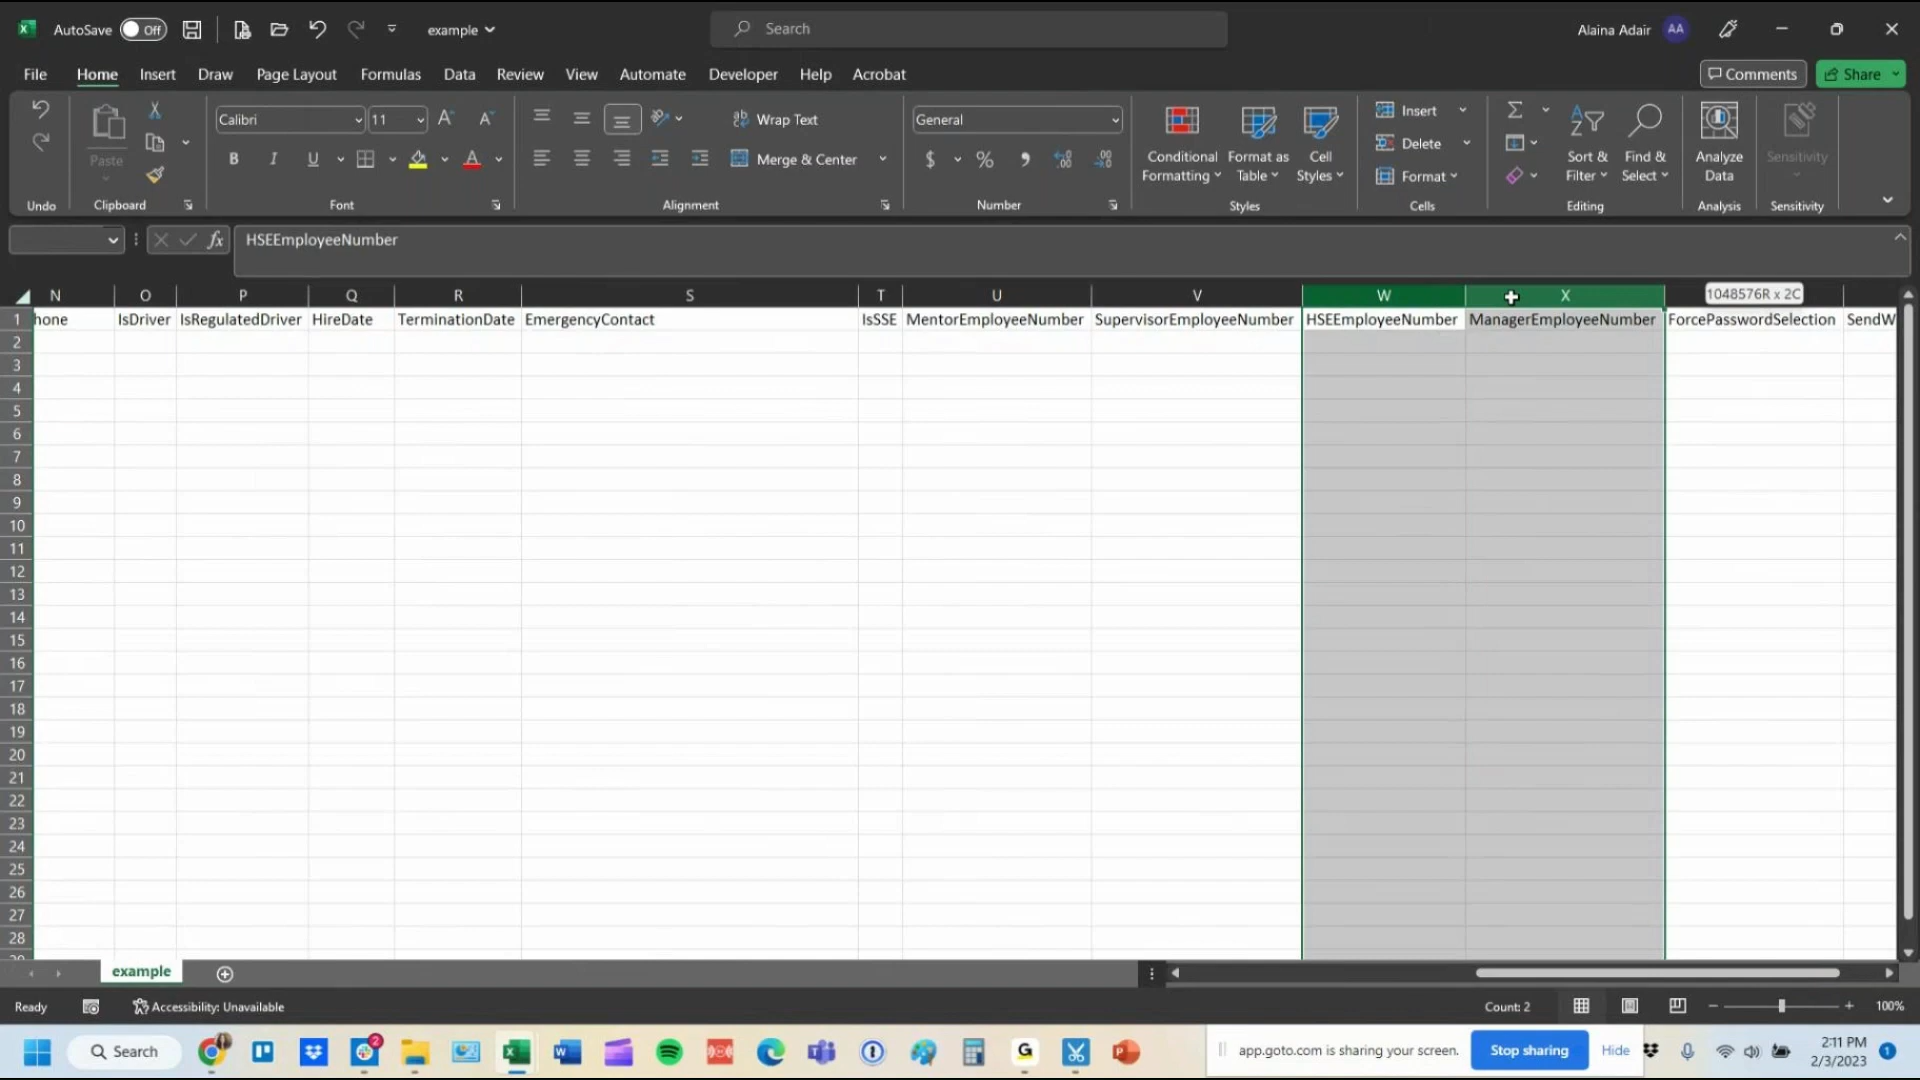 AutoSave Off example Search Alaina Adair AA
File Home Insert Draw Page Layout Formulas Data Review View Automate Developer Help Acrobat Comments Share
Calibri 11 A A Wrap Text General Insert Σ
Paste B I U A Merge & Center $ % Conditional Formatting Format as Table Cell Styles Delete Sort & Filter Find & Select Analyze Data Sensitivity
Format
Undo Clipboard Font Alignment Number Styles Cells Editing Analysis Sensitivity
fx HSEEmployeeNumber
N O P Q R S T U V W X 1048576R x 2C
1 hone IsDriver IsRegulatedDriver HireDate TerminationDate EmergencyContact IsSSE MentorEmployeeNumber SupervisorEmployeeNumber HSEEmployeeNumber ManagerEmployeeNumber ForcePasswordSelection SendW
2
3
4
5
6
7
8
9
10
11
12
13
14
15
16
17
18
19
20
21
22
23
24
25
26
27
28
example
Ready Accessibility: Unavailable Count: 2 100%
Search 2 app.goto.com is sharing your screen. Stop sharing Hide 2:11 PM 1
2/3/2023